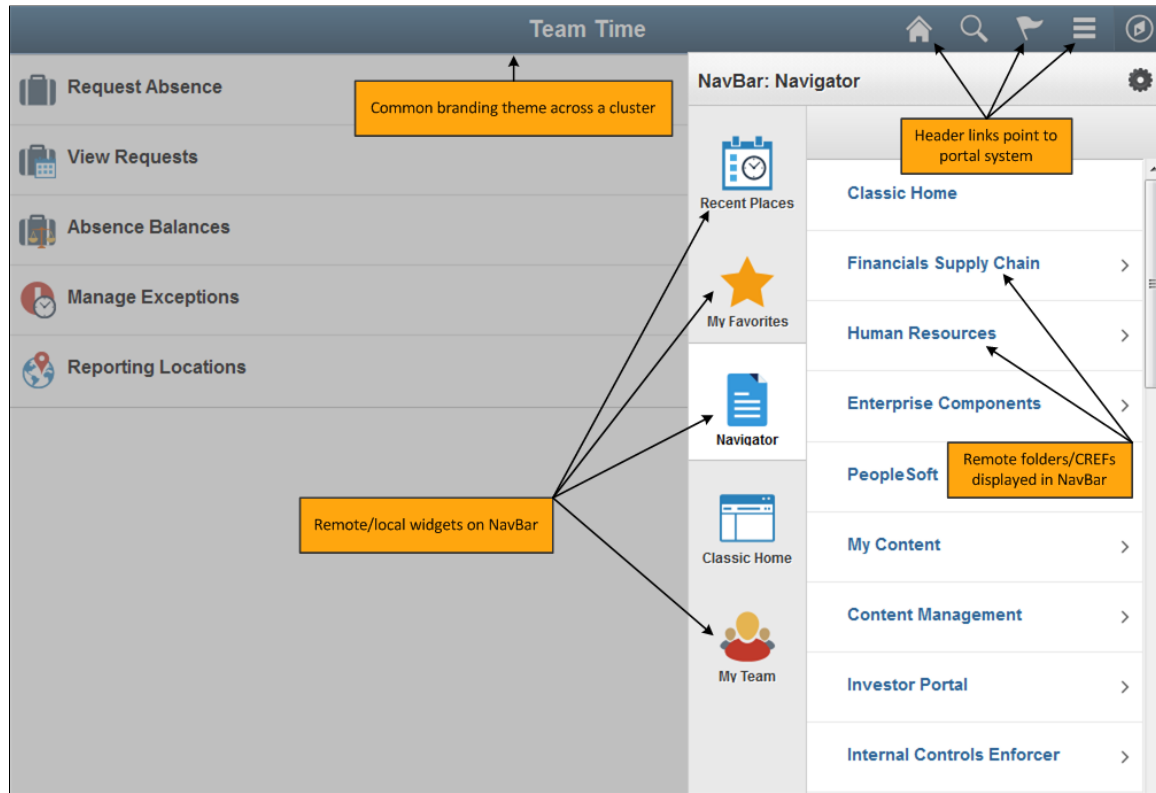 Team Time
Request Absence
View Requests
Absence Balances
Manage Exceptions
Reporting Locations
Common branding theme across a cluster
Remote/local widgets on NavBar
NavBar: Navigator
Header links point to
portal system
Recent Places
My Favorites
Navigator
Classic Home
My Team
Classic Home
Financials Supply Chain
Human Resources
Enterprise Components
PeopleSoft
Remote folders/CREFs
displayed in NavBar
My Content
Content Management
Investor Portal
Internal Controls Enforcer